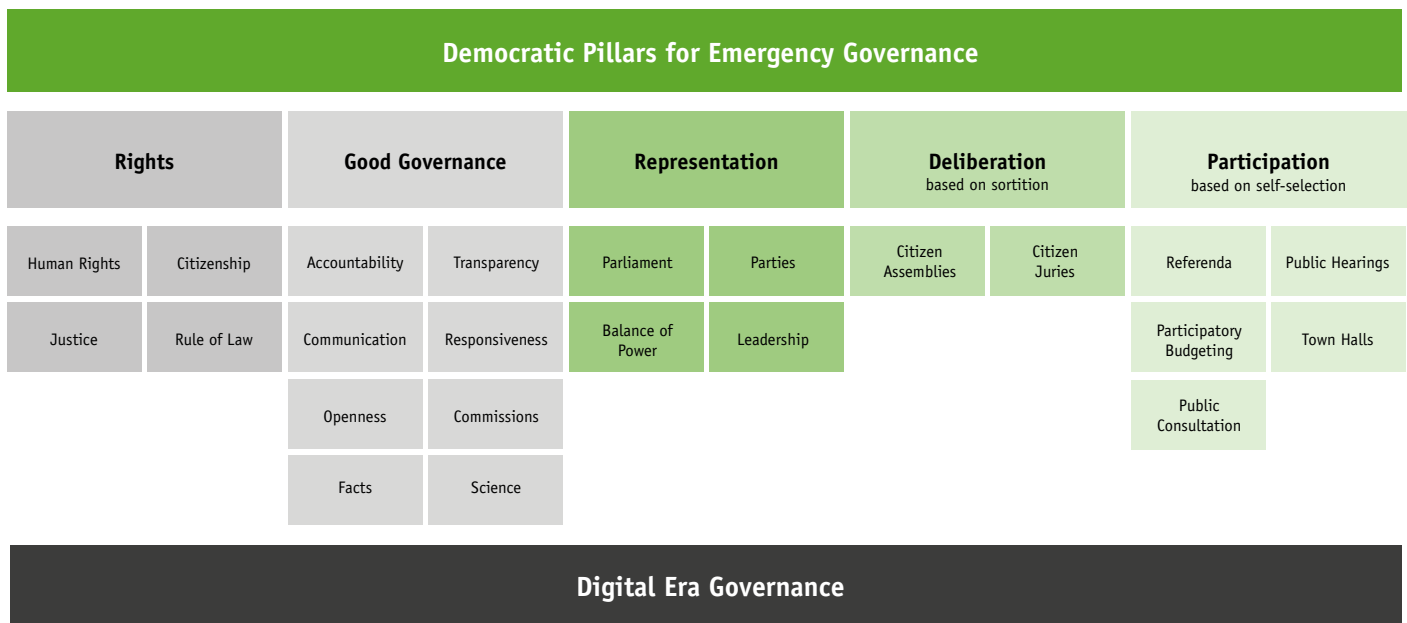 Democratic Pillars for Emergency Governance
Rights
Good Governance
Representation
Deliberation
based on sortition
Participation
based on self-selection
Human Rights
Citizenship
Accountability
Transparency
Parliament
Parties
Citizen
Assemblies
Citizen
Juries
Referenda
Public Hearings
Justice
Rule of Law
Communication
Responsiveness
Balance of
Power
Leadership
Participatory
Budgeting
Town Halls
Openness
Commissions
Public
Consultation
Facts
Science
Digital Era Governance